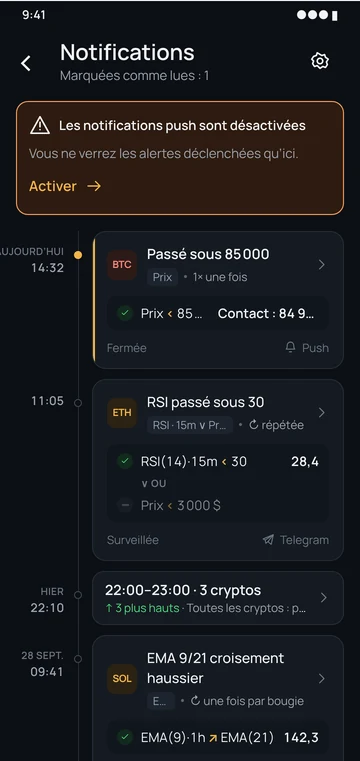 9:41
Notifications
Marquées comme lues : 1
Les notifications push sont désactivées
Vous ne verrez les alertes déclenchées qu'ici.
Activer →
AUJOURD'HUI
14:32
BTC
Passé sous 85 000
Prix • 1× une fois
Prix < 85 … Contact : 84 9…
Fermée Push
11:05
ETH
RSI passé sous 30
RSI · 15m ∨ Pr… • ↻ répétée
RSI(14)·15m < 30 28,4
∨ OU
Prix < 3 000 $
Surveillée Telegram
HIER
22:10
22:00–23:00 · 3 cryptos
↑ 3 plus hauts · Toutes les cryptos : p…
28 SEPT.
09:41
SOL
EMA 9/21 croisement
haussier
E… • ↻ une fois par bougie
EMA(9)·1h ↗ EMA(21) 142,3